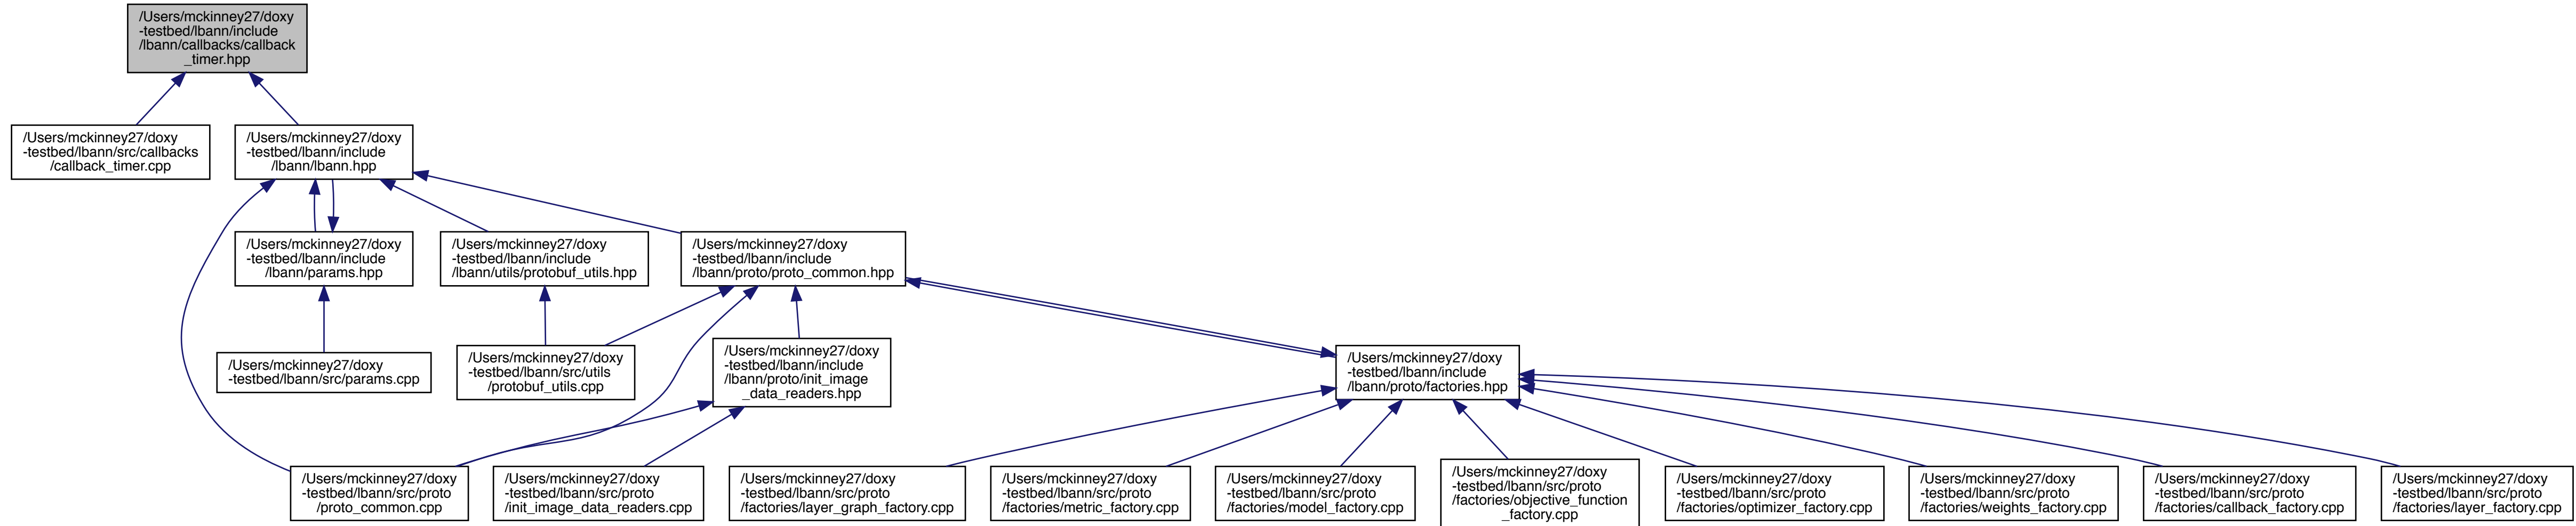 /Users/mckinney27/doxy
-testbed/lbann/include
/lbann/callbacks/callback
_timer.hpp
/Users/mckinney27/doxy
-testbed/lbann/src/callbacks
/callback_timer.cpp
/Users/mckinney27/doxy
-testbed/lbann/include
/lbann/lbann.hpp
/Users/mckinney27/doxy
-testbed/lbann/include
/lbann/params.hpp
/Users/mckinney27/doxy
-testbed/lbann/include
/lbann/utils/protobuf_utils.hpp
/Users/mckinney27/doxy
-testbed/lbann/include
/lbann/proto/proto_common.hpp
/Users/mckinney27/doxy
-testbed/lbann/src/params.cpp
/Users/mckinney27/doxy
-testbed/lbann/src/utils
/protobuf_utils.cpp
/Users/mckinney27/doxy
-testbed/lbann/include
/lbann/proto/init_image
_data_readers.hpp
/Users/mckinney27/doxy
-testbed/lbann/include
/lbann/proto/factories.hpp
/Users/mckinney27/doxy
-testbed/lbann/src/proto
/proto_common.cpp
/Users/mckinney27/doxy
-testbed/lbann/src/proto
/init_image_data_readers.cpp
/Users/mckinney27/doxy
-testbed/lbann/src/proto
/factories/layer_graph_factory.cpp
/Users/mckinney27/doxy
-testbed/lbann/src/proto
/factories/metric_factory.cpp
/Users/mckinney27/doxy
-testbed/lbann/src/proto
/factories/model_factory.cpp
/Users/mckinney27/doxy
-testbed/lbann/src/proto
/factories/objective_function
_factory.cpp
/Users/mckinney27/doxy
-testbed/lbann/src/proto
/factories/optimizer_factory.cpp
/Users/mckinney27/doxy
-testbed/lbann/src/proto
/factories/weights_factory.cpp
/Users/mckinney27/doxy
-testbed/lbann/src/proto
/factories/callback_factory.cpp
/Users/mckinney27/doxy
-testbed/lbann/src/proto
/factories/layer_factory.cpp